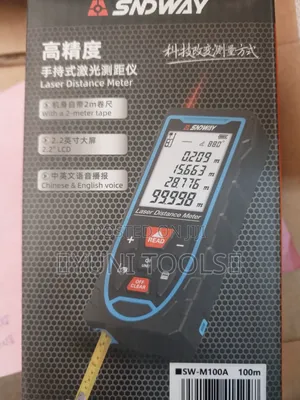 SNDWAY
高精度
科技改变测量方式
手持式激光测距仪
Laser Distance Meter
机身自带2m卷尺
With a 2-meter tape
2.2英寸大屏
2.2" LCD
中英文语音播报
Chinese & English voice
SNDWAY
0.209 m
15.663 m
28.776 m
99.998 m
Laser Distance Meter
READ
OFF
CLEAR
SW-M100A 100m